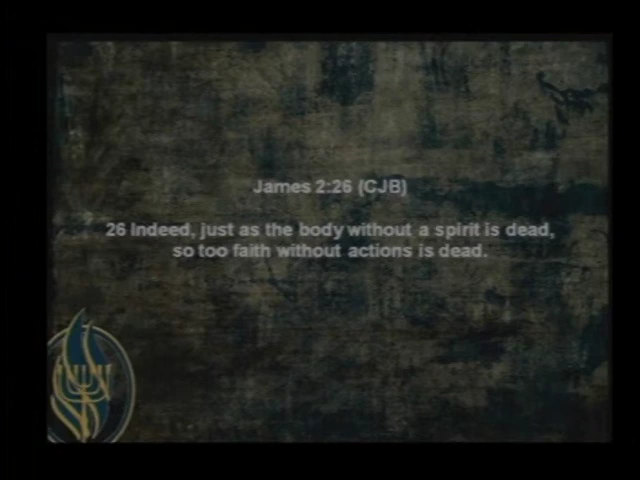 James 2:26 (CJB)
26 Indeed, just as the body without a spirit is dead,
so too faith without actions is dead.